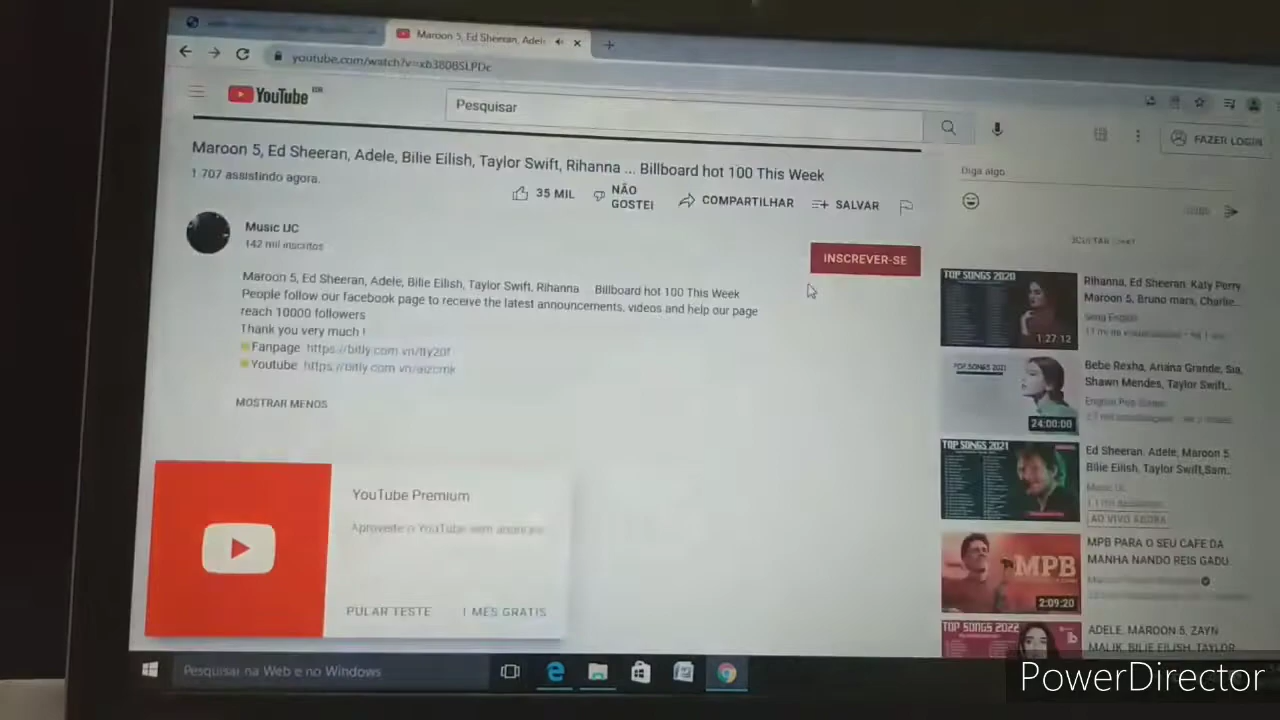 Maroon 5, Ed Sheeran, Adele
youtube.com/watch?v=xb3808SLPDc
YouTube BR
Pesquisar
FAZER LOGIN
Maroon 5, Ed Sheeran, Adele, Bilie Eilish, Taylor Swift, Rihanna ... Billboard hot 100 This Week
1.707 assistindo agora.
35 MIL
NÃO GOSTEI
COMPARTILHAR
SALVAR
Music IJC
142 mil inscritos
INSCREVER-SE
Maroon 5, Ed Sheeran, Adele, Bilie Eilish, Taylor Swift, Rihanna Billboard hot 100 This Week
People follow our facebook page to receive the latest announcements, videos and help our page
reach 10000 followers
Thank you very much !
Fanpage https://bitly.com.vn/
Youtube https://bitly.com.vn/
MOSTRAR MENOS
YouTube Premium
Aproveite o YouTube sem anúncios
PULAR TESTE
1 MÊS GRÁTIS
Diga algo
TOP SONGS 2020
1:27:12
Rihanna, Ed Sheeran, Katy Perry
Maroon 5, Bruno mars, Charlie...
Song English
TOP SONGS 2021
24:00:00
Bebe Rexha, Ariana Grande, Sia,
Shawn Mendes, Taylor Swift...
TOP SONGS 2021
Ed Sheeran, Adele, Maroon 5
Bilie Eilish, Taylor Swift,Sam
AO VIVO AGORA
MPB
2:09:20
MPB PARA O SEU CAFE DA
MANHA NANDO REIS GADU
TOP SONGS 2022
ADELE, MAROON 5, ZAYN
MALIK, BILIE EILISH, TAYLOR
Pesquisar na Web e no Windows
PowerDirector